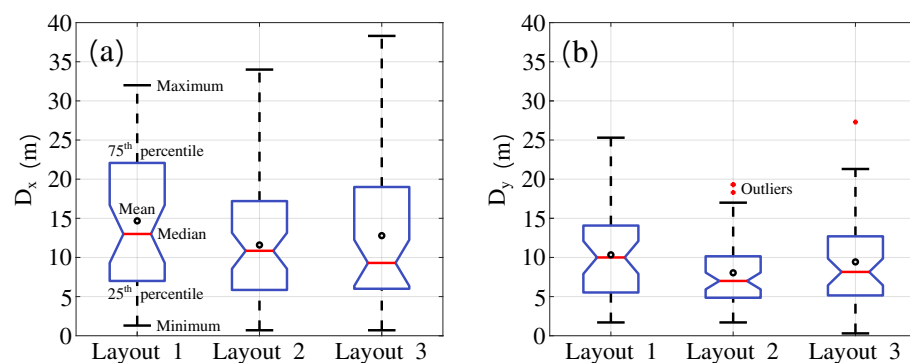 (a)
D_x (m)
40
35
30
25
20
15
10
5
0
Maximum
75th percentile
Mean
Median
25th percentile
Minimum
Layout 1 Layout 2 Layout 3
(b)
D_y (m)
40
35
30
25
20
15
10
5
0
Outliers
Layout 1 Layout 2 Layout 3